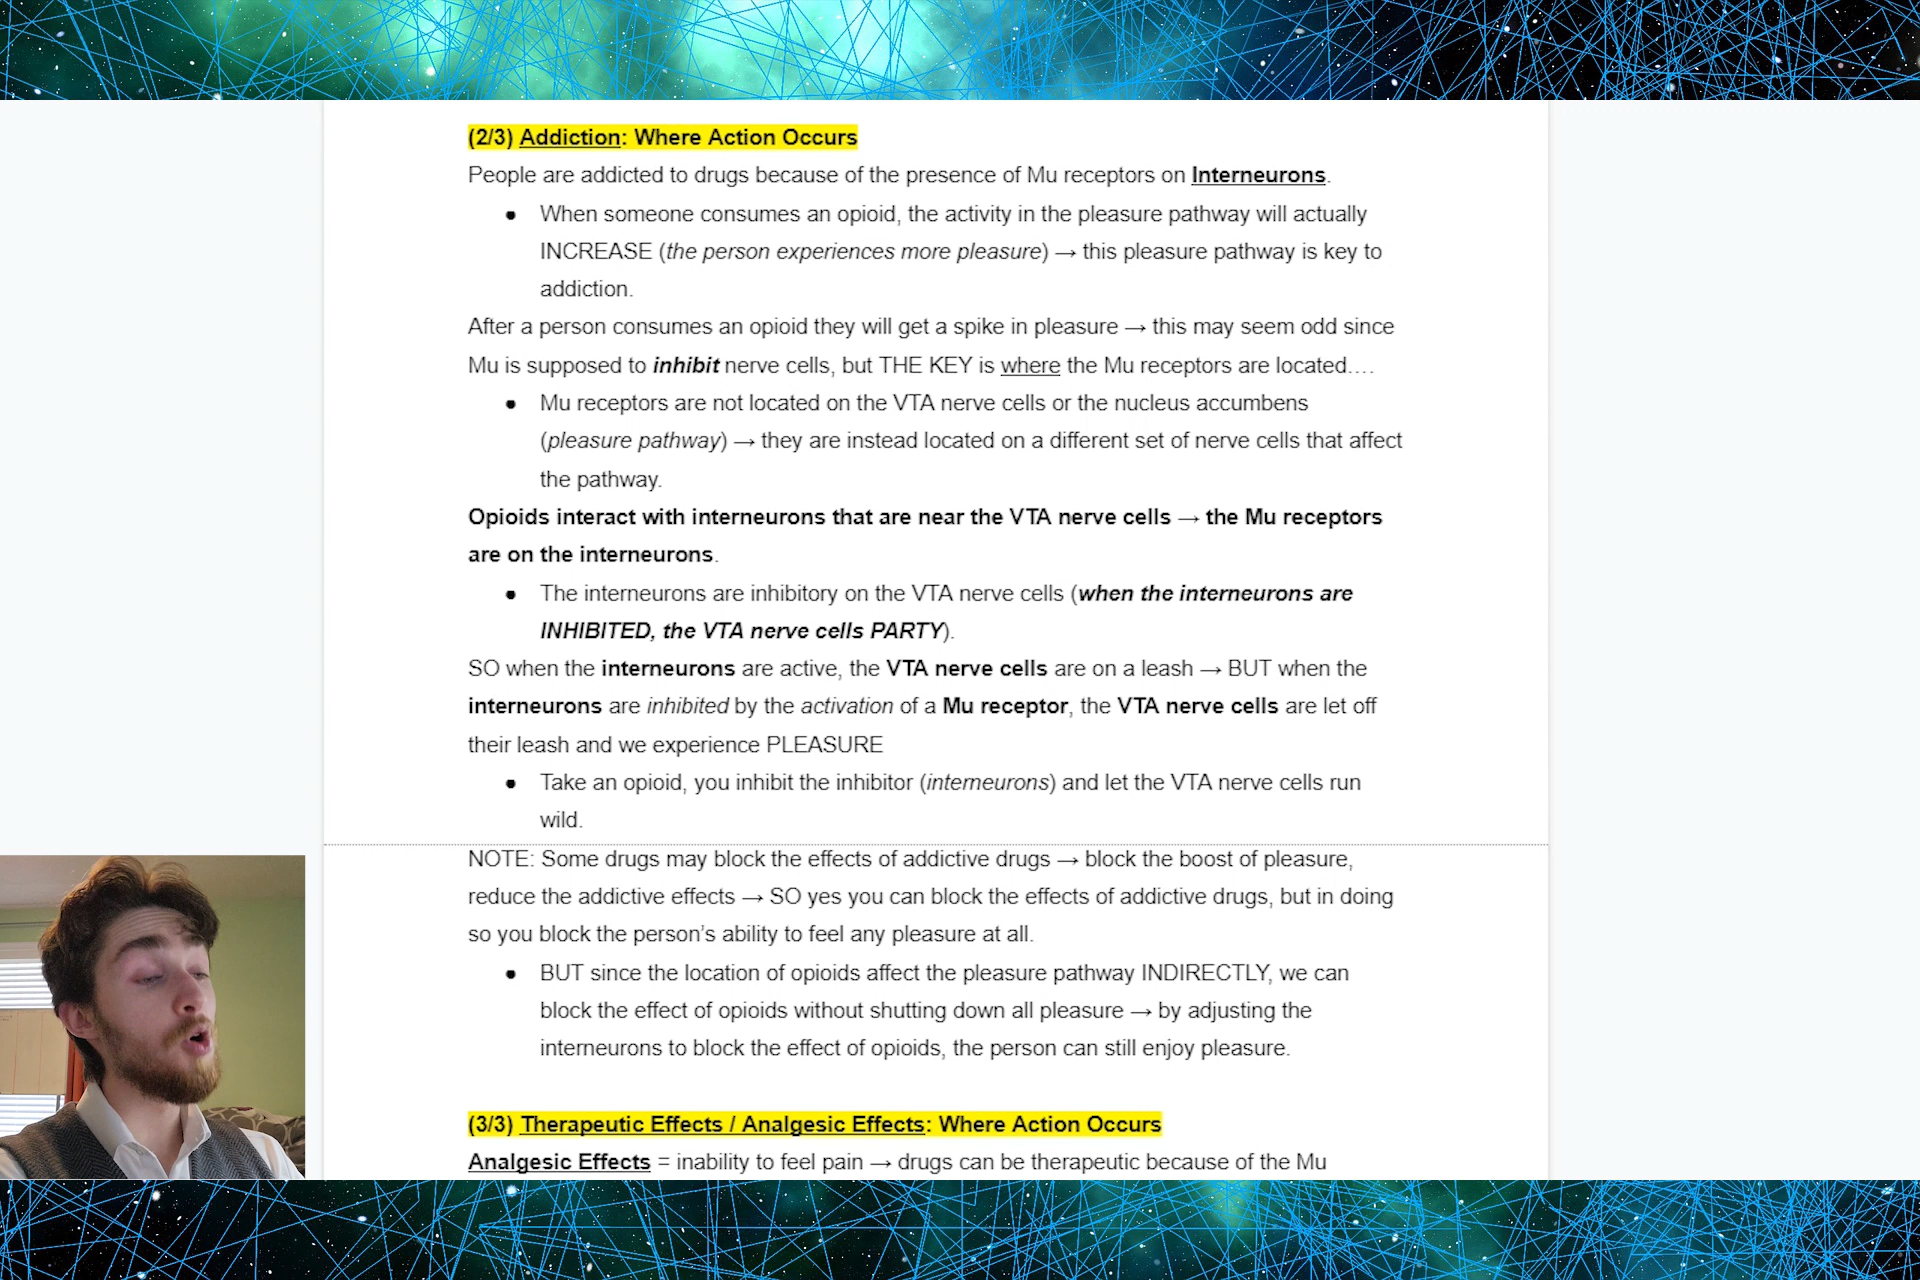 (2/3) Addiction: Where Action Occurs
People are addicted to drugs because of the presence of Mu receptors on Interneurons.
● When someone consumes an opioid, the activity in the pleasure pathway will actually
INCREASE (the person experiences more pleasure) → this pleasure pathway is key to
addiction.
After a person consumes an opioid they will get a spike in pleasure → this may seem odd since
Mu is supposed to inhibit nerve cells, but THE KEY is where the Mu receptors are located….
● Mu receptors are not located on the VTA nerve cells or the nucleus accumbens
(pleasure pathway) → they are instead located on a different set of nerve cells that affect
the pathway.
Opioids interact with interneurons that are near the VTA nerve cells → the Mu receptors
are on the interneurons.
● The interneurons are inhibitory on the VTA nerve cells (when the interneurons are
INHIBITED, the VTA nerve cells PARTY).
SO when the interneurons are active, the VTA nerve cells are on a leash → BUT when the
interneurons are inhibited by the activation of a Mu receptor, the VTA nerve cells are let off
their leash and we experience PLEASURE
● Take an opioid, you inhibit the inhibitor (interneurons) and let the VTA nerve cells run
wild.
NOTE: Some drugs may block the effects of addictive drugs → block the boost of pleasure,
reduce the addictive effects → SO yes you can block the effects of addictive drugs, but in doing
so you block the person's ability to feel any pleasure at all.
● BUT since the location of opioids affect the pleasure pathway INDIRECTLY, we can
block the effect of opioids without shutting down all pleasure → by adjusting the
interneurons to block the effect of opioids, the person can still enjoy pleasure.
(3/3) Therapeutic Effects / Analgesic Effects: Where Action Occurs
Analgesic Effects = inability to feel pain → drugs can be therapeutic because of the Mu